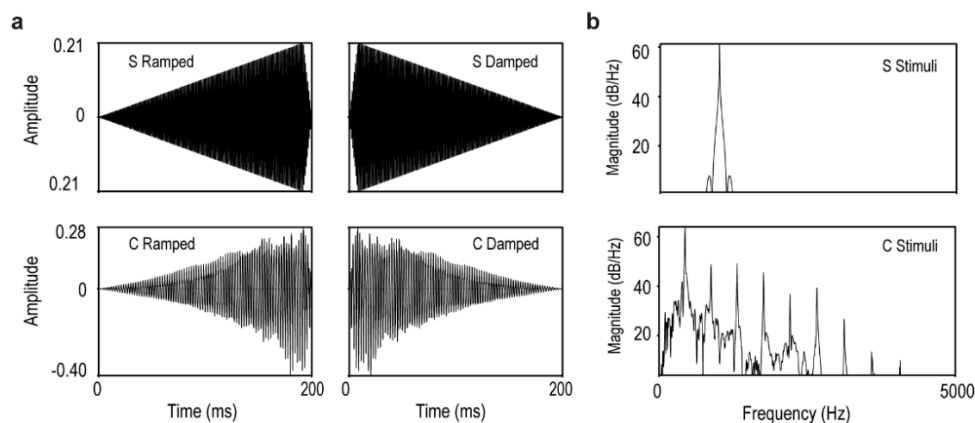 a
b
0.21
0
0.21
Amplitude
S Ramped
S Damped
60
40
20
Magnitude (dB/Hz)
S Stimuli
0.28
0
-0.40
Amplitude
C Ramped
C Damped
0
200
Time (ms)
0
200
Time (ms)
60
40
20
Magnitude (dB/Hz)
C Stimuli
0
5000
Frequency (Hz)